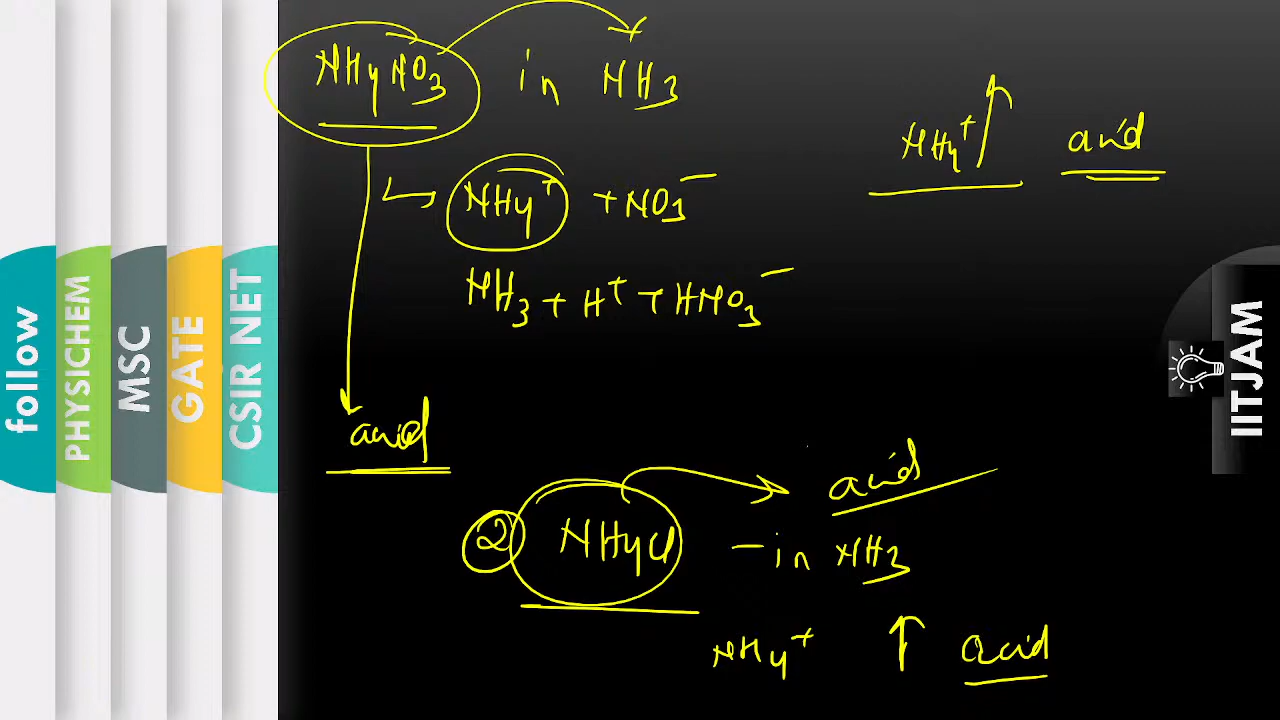 follow
PHYSICHEM
MSC
GATE
CSIR NET
NH4NO3 in NH3
NH4+ ↑ acid
↳ NH4+ + NO3−
NH3 + H+ + HNO3−
acid
acid
② NH4Cl – in NH3
NH4+ ↑ acid
IITJAM